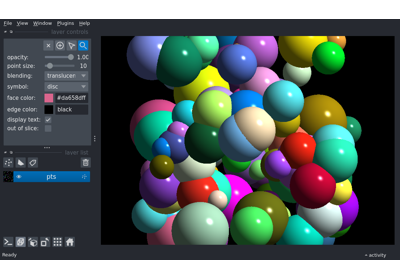 File View Window Plugins Help
layer controls
opacity: 1.00
point size: 10
blending: translucen
symbol: disc
face color: #da658dff
edge color: black
display text: ✓
out of slice:
layer list
pts
Ready
activity